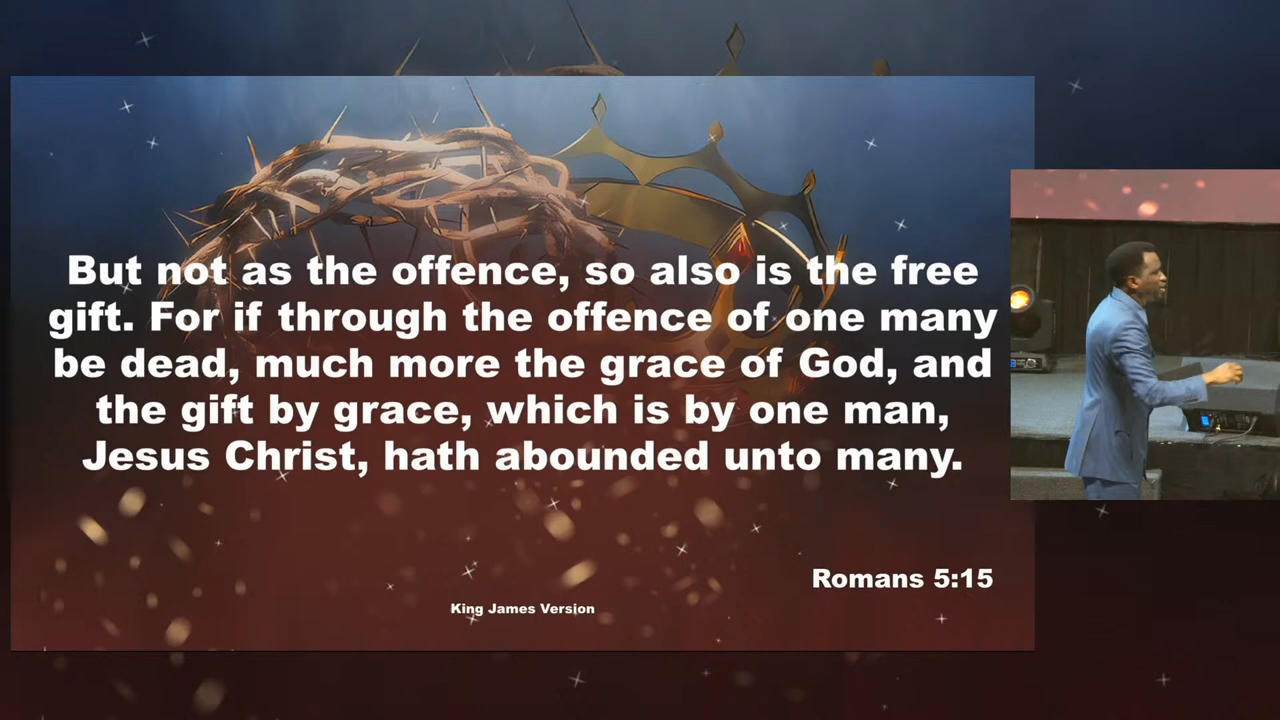 But not as the offence, so also is the free
gift. For if through the offence of one many
be dead, much more the grace of God, and
the gift by grace, which is by one man,
Jesus Christ, hath abounded unto many.
Romans 5:15
King James Version